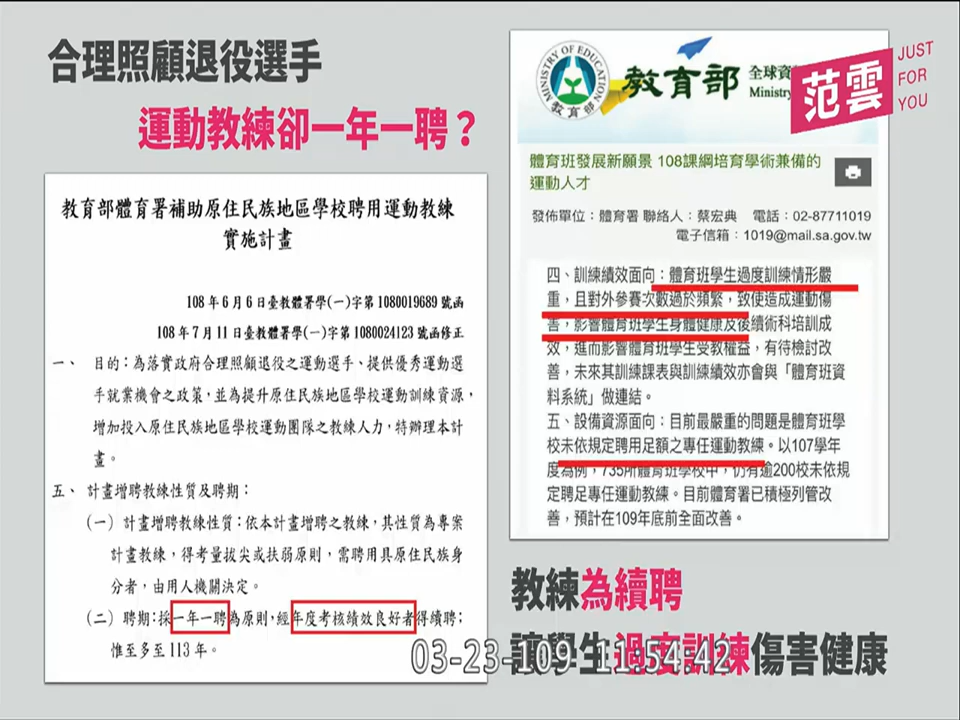 合理照顧退役選手
運動教練卻一年一聘？
教育部體育署補助原住民族地區學校聘用運動教練
實施計畫
108年6月6日臺教體署學(一)字第1080019689號函
108年7月11日臺教體署學(一)字第1080024123號函修正
一、 目的：為落實政府合理照顧退役之運動選手、提供優秀運動選
手就業機會之政策，並為提升原住民族地區學校運動訓練資源，
增加投入原住民族地區學校運動團隊之教練人力，特辦理本計
畫。
五、 計畫增聘教練性質及聘期：
(一) 計畫增聘教練性質：依本計畫增聘之教練，其性質為專案
計畫教練，得考量拔尖或扶弱原則，需聘用具原住民族身
分者，由用人機關決定。
(二) 聘期：採一年一聘為原則，經年度考核績效良好者得續聘；
惟至多至113年。
MINISTRY OF EDUCATION
教育部
教育部
全球資
Ministry
范雲
JUST
FOR
YOU
體育班發展新願景 108課綱培育學術兼備的
運動人才
發佈單位：體育署 聯絡人：蔡宏典 電話：02-87711019
電子信箱：1019@mail.sa.gov.tw
四、訓練績效面向：體育班學生過度訓練情形嚴
重，且對外參賽次數過於頻繁，致使造成運動傷
害，影響體育班學生身體健康及後續術科培訓成
效，進而影響體育班學生受教權益，有待檢討改
善，未來其訓練課表與訓練績效亦會與「體育班資
料系統」做連結。
五、設備資源面向：目前最嚴重的問題是體育班學
校未依規定聘用足額之專任運動教練。以107學年
度為例，735所體育班學校中，仍有逾200校未依規
定聘足專任運動教練。目前體育署已積極列管改
善，預計在109年底前全面改善。
教練為續聘
讓學生過度訓練傷害健康
03-23-109 11:54:42